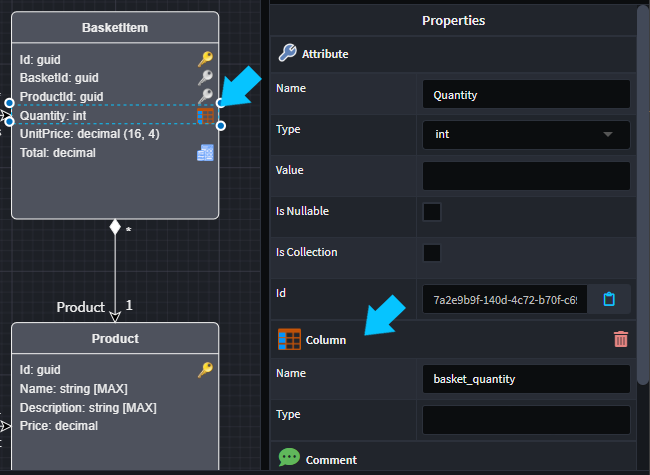 BasketItem
Id: guid
BasketId: guid
ProductId: guid
Quantity: int
UnitPrice: decimal (16, 4)
Total: decimal
*
Product
1
Product
Id: guid
Name: string [MAX]
Description: string [MAX]
Price: decimal
Properties
Attribute
Name
Quantity
Type
int
Value
Is Nullable
Is Collection
Id
7a2e9b9f-140d-4c72-b70f-c6
Column
Name
basket_quantity
Type
Comment